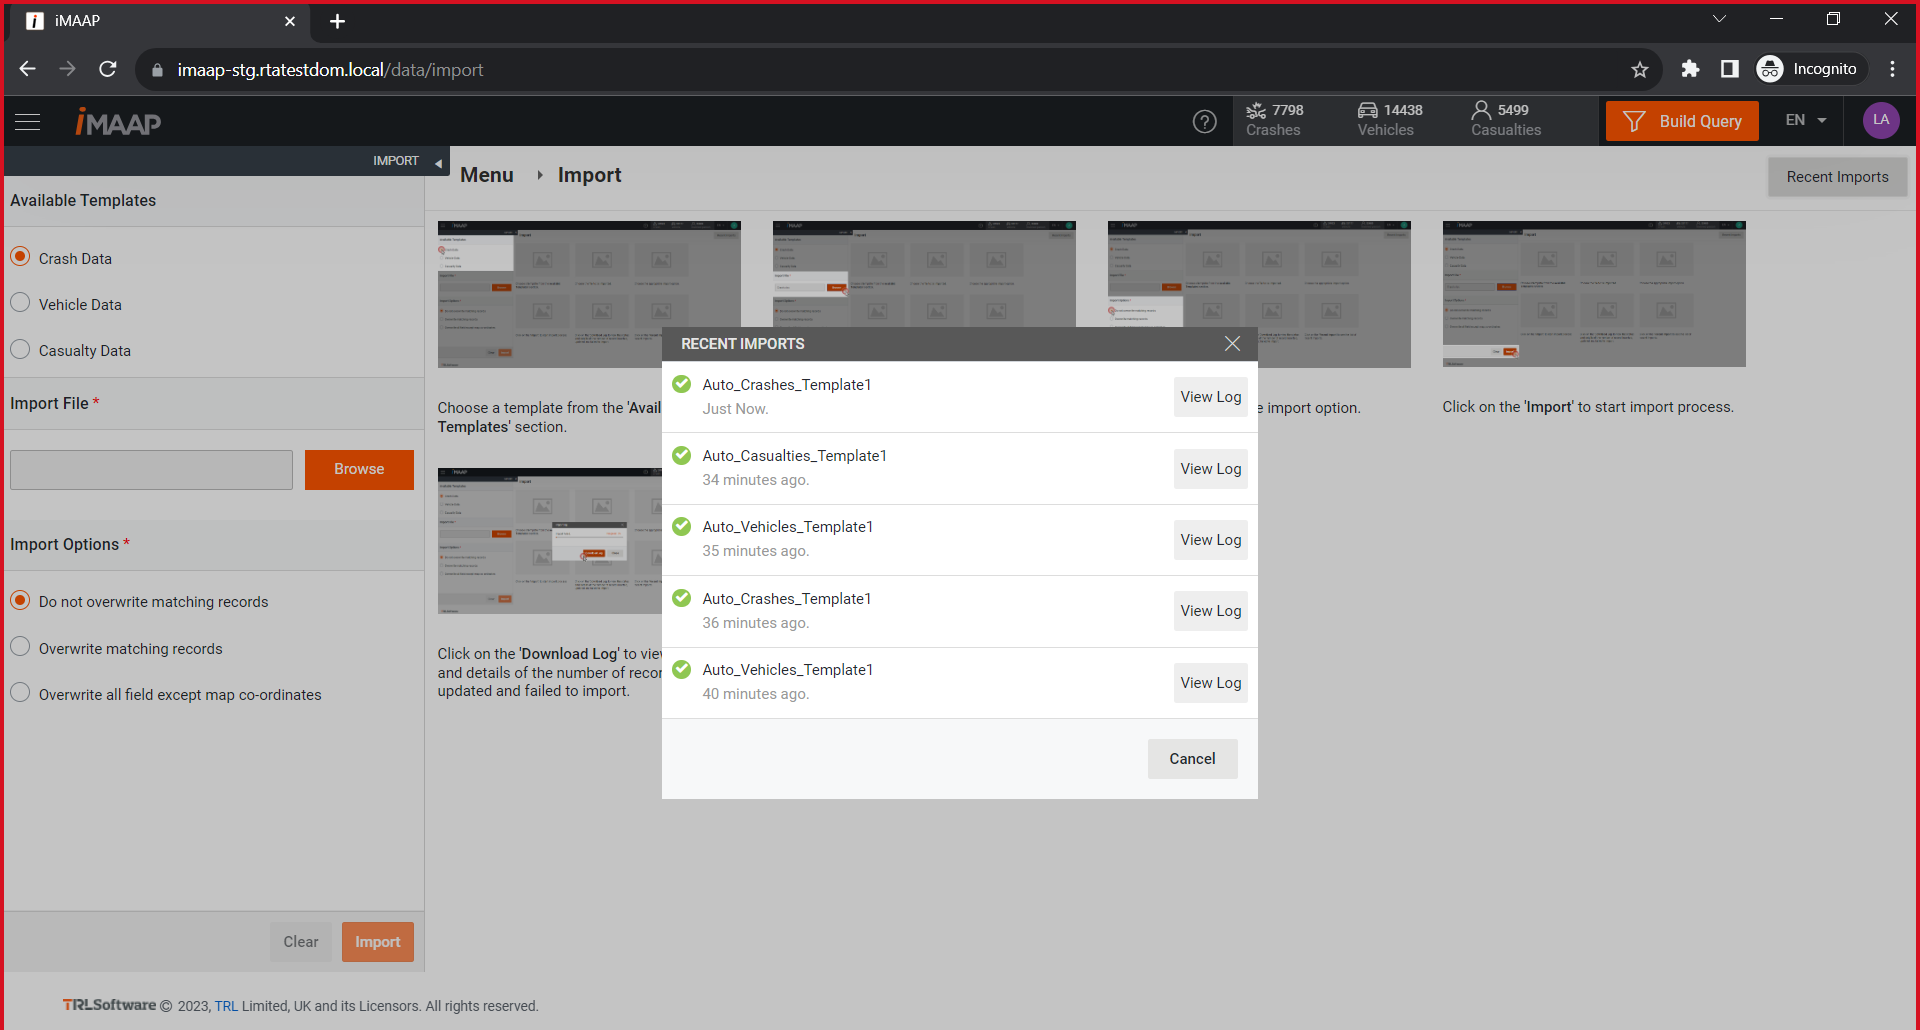 iMAAP
imaap-stg.rtatestdom.local/data/import
Incognito
iMAAP
7798
Crashes
14438
Vehicles
5499
Casualties
Build Query
EN
LA
IMPORT
Menu
Import
Recent Imports
Available Templates
Crash Data
Vehicle Data
Casualty Data
Import File *
Browse
Import Options *
Do not overwrite matching records
Overwrite matching records
Overwrite all field except map co-ordinates
Clear
Import
Choose a template from the 'Avail
Templates' section.
e import option.
Click on the 'Import' to start import process.
Click on the 'Download Log' to view
and details of the number of recor
updated and failed to import.
RECENT IMPORTS
Auto_Crashes_Template1
Just Now.
View Log
Auto_Casualties_Template1
34 minutes ago.
View Log
Auto_Vehicles_Template1
35 minutes ago.
View Log
Auto_Crashes_Template1
36 minutes ago.
View Log
Auto_Vehicles_Template1
40 minutes ago.
View Log
Cancel
TRLSoftware © 2023, TRL Limited, UK and its Licensors. All rights reserved.